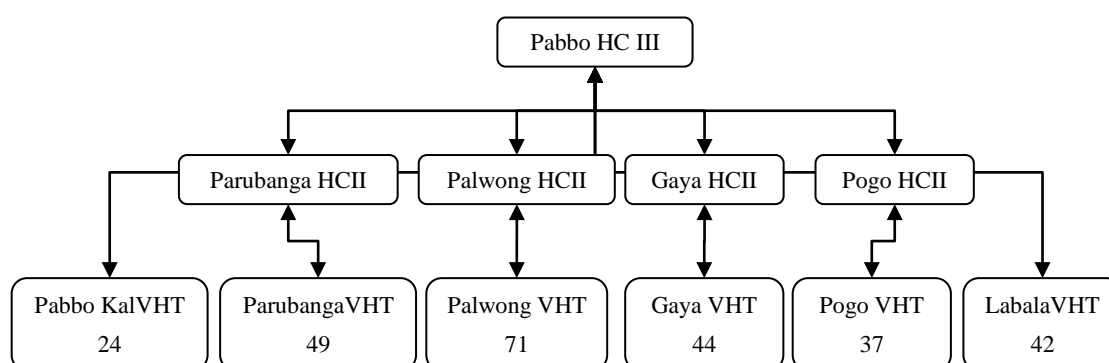 Pabbo HC III
Parubanga HCII
Palwong HCII
Gaya HCII
Pogo HCII
Pabbo KalVHT
24
ParubangaVHT
49
Palwong VHT
71
Gaya VHT
44
Pogo VHT
37
LabalaVHT
42